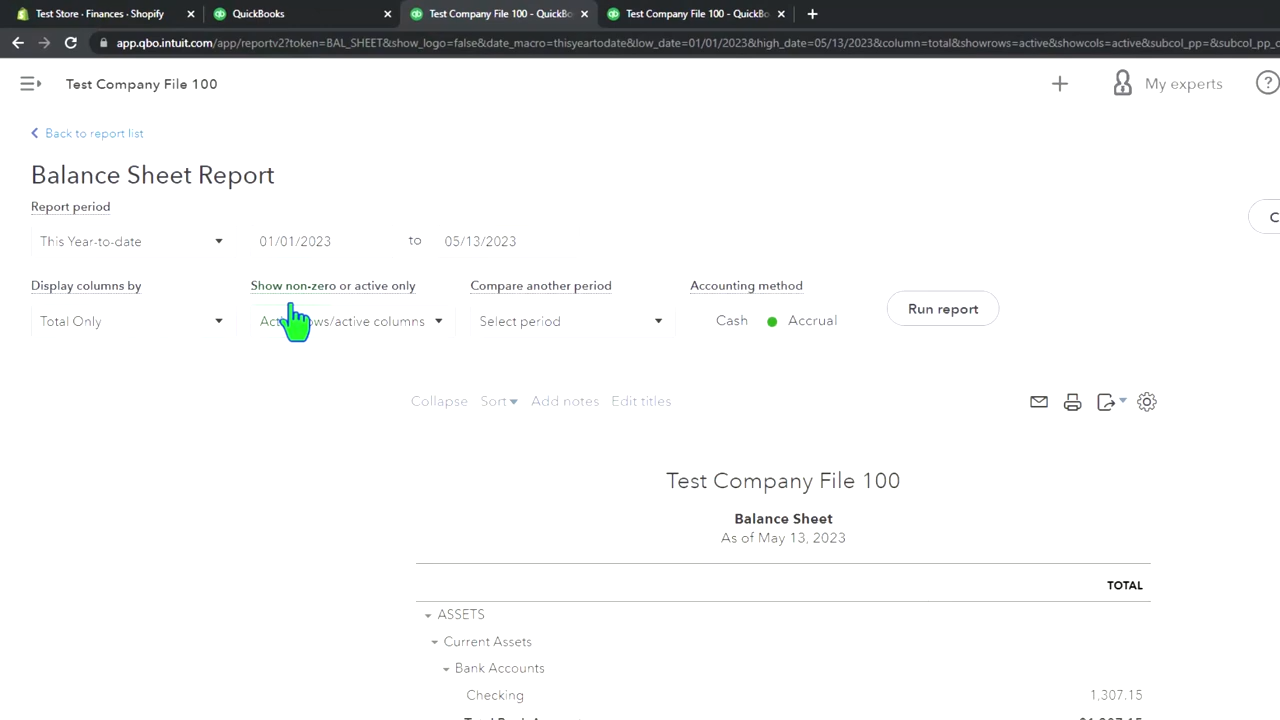 Test Store · Finances · Shopify
QuickBooks
Test Company File 100 - QuickBo
Test Company File 100 - QuickBo
app.qbo.intuit.com/app/reportv2?token=BAL_SHEET&show_logo=false&date_macro=thisyeartodate&low_date=01/01/2023&high_date=05/13/2023&column=total&showrows=active&showcols=active&subcol_pp=&subcol_pp_c
Test Company File 100
My experts
Back to report list
Balance Sheet Report
Report period
This Year-to-date
01/01/2023
to
05/13/2023
C
Display columns by
Show non-zero or active only
Compare another period
Accounting method
Total Only
Active rows/active columns
Select period
Cash
Accrual
Run report
Collapse
Sort
Add notes
Edit titles
Test Company File 100
Balance Sheet
As of May 13, 2023
TOTAL
ASSETS
Current Assets
Bank Accounts
Checking
1,307.15